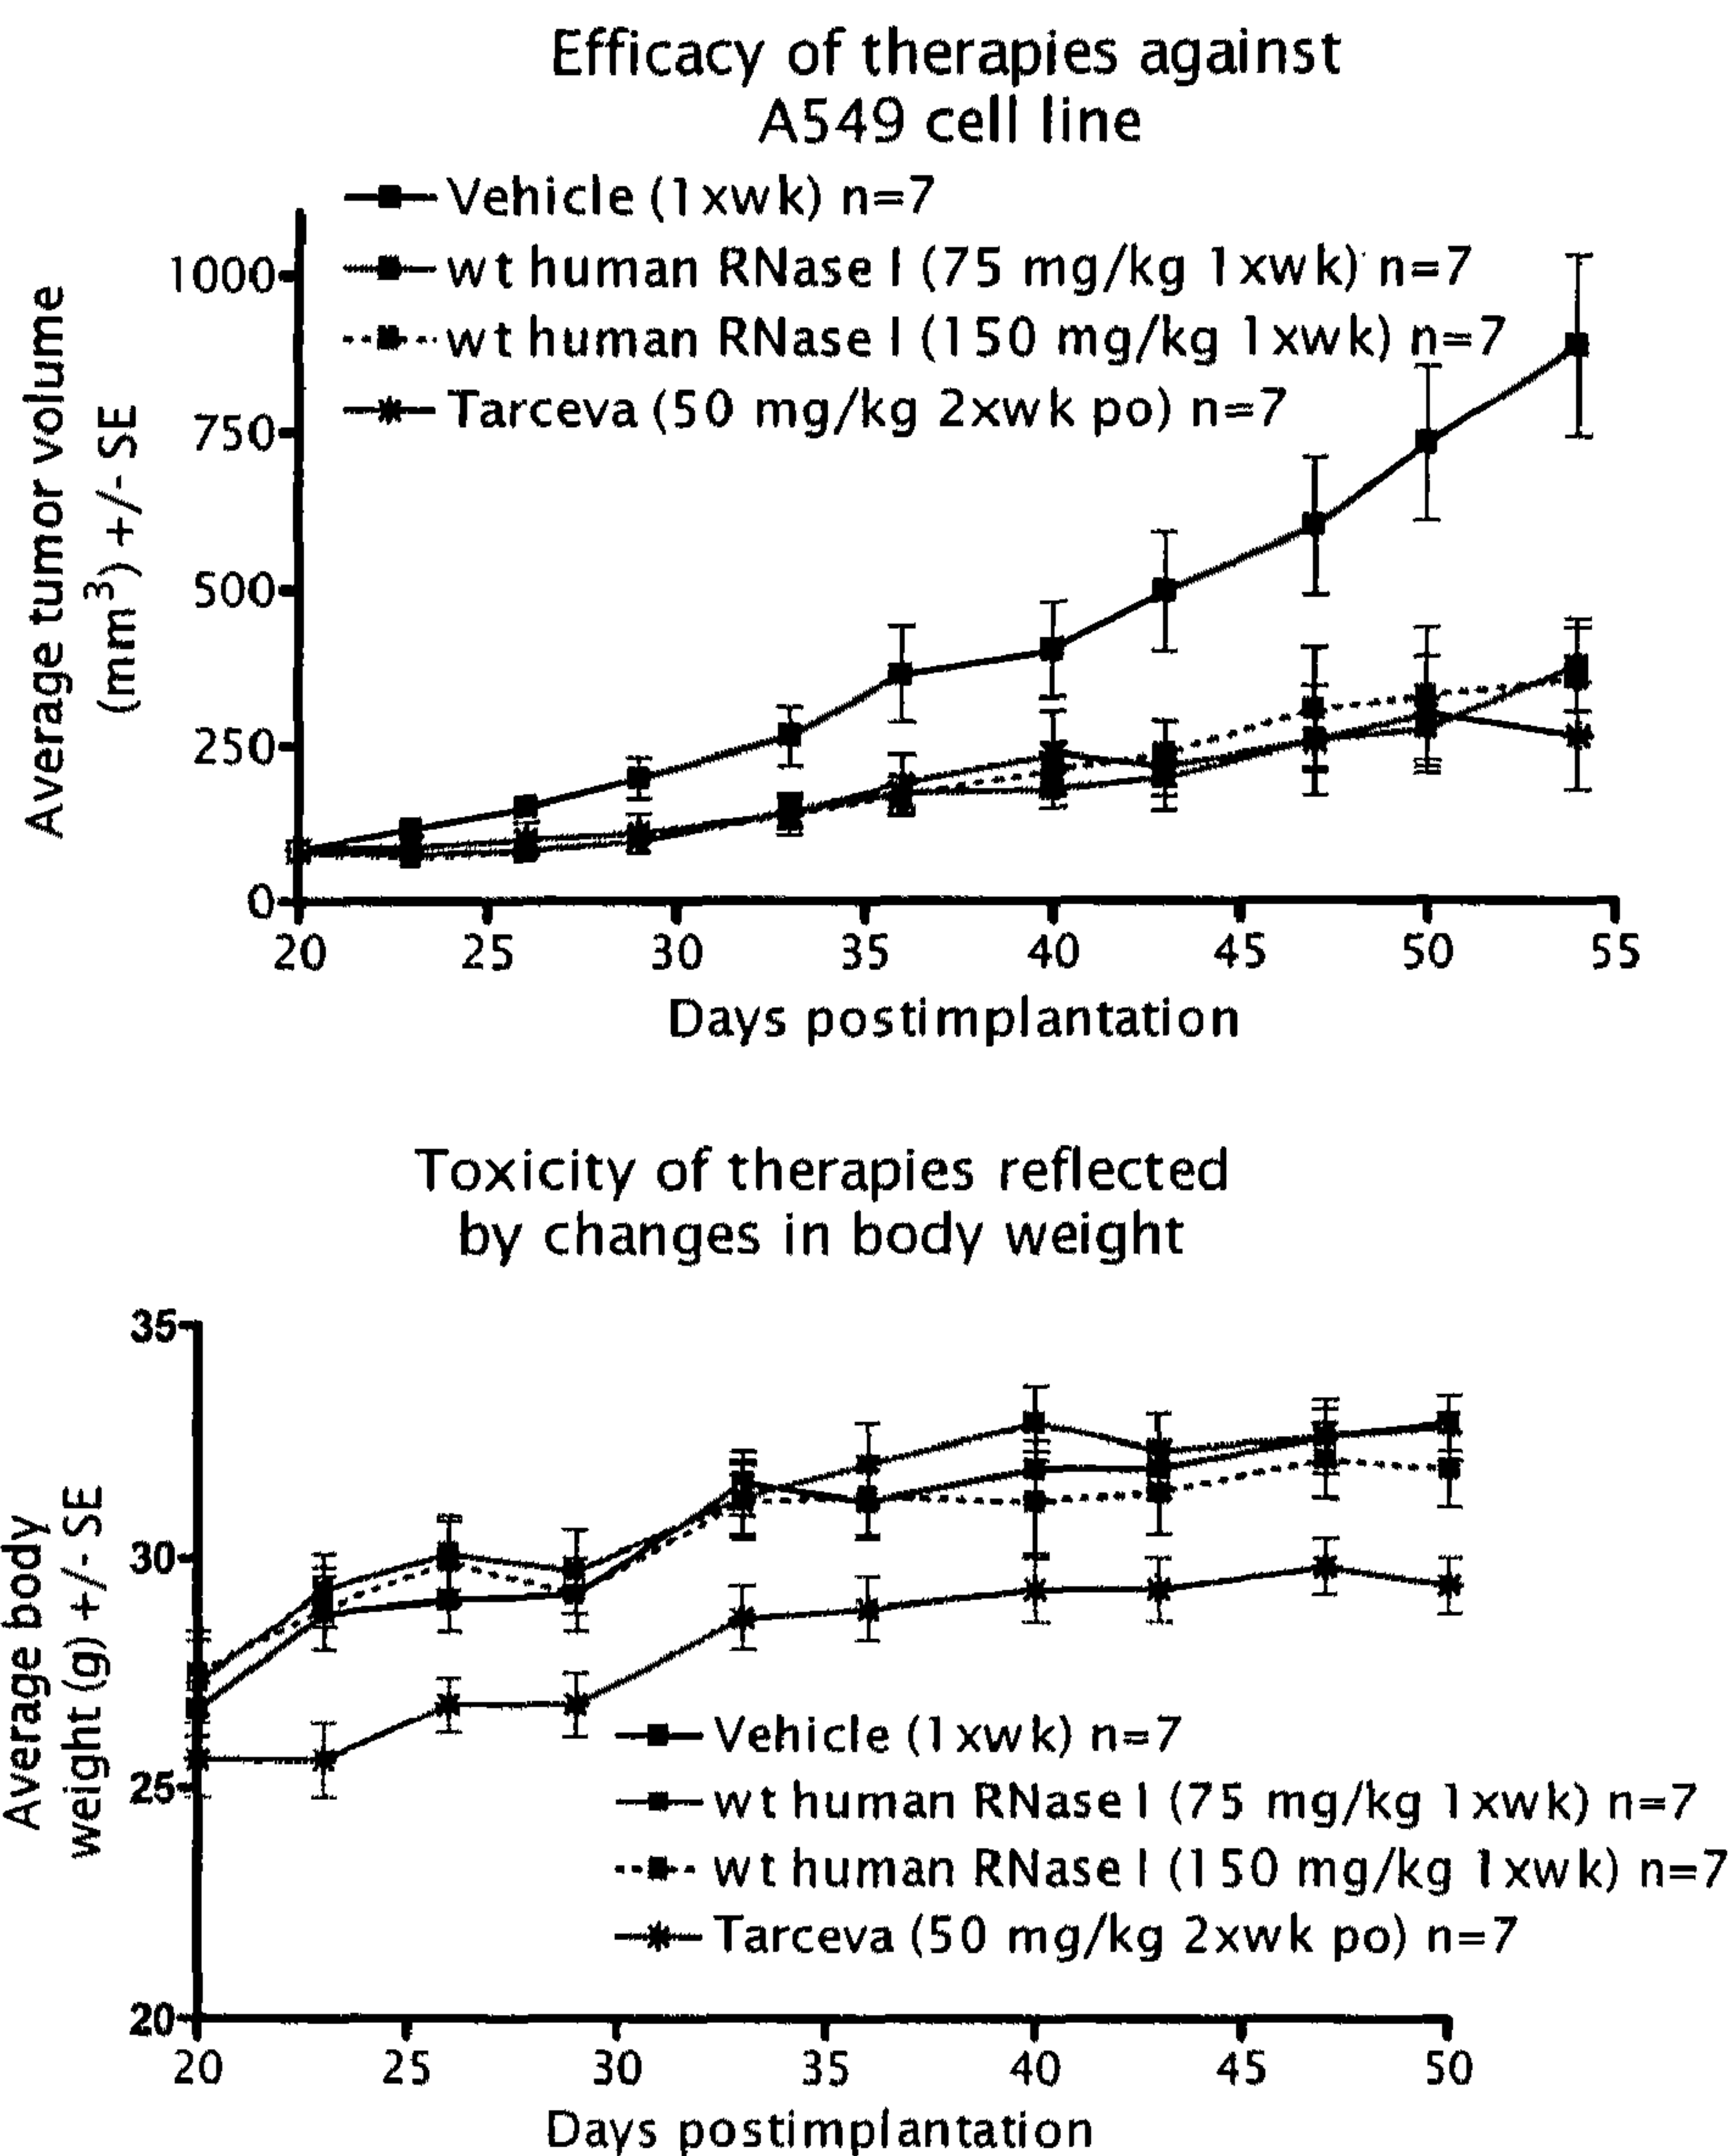 Efficacy of therapies against
A549 cell line
Vehicle (1xwk) n=7
wt human RNase I (75 mg/kg 1xwk) n=7
wt human RNase I (150 mg/kg 1xwk) n=7
Tarceva (50 mg/kg 2xwk po) n=7
Average tumor volume
(mm³) +/- SE
1000
750
500
250
0
20 25 30 35 40 45 50 55
Days postimplantation
Toxicity of therapies reflected
by changes in body weight
Average body
weight (g) +/- SE
35
30
25
20
Vehicle (1xwk) n=7
wt human RNase I (75 mg/kg 1xwk) n=7
wt human RNase I (150 mg/kg 1xwk) n=7
Tarceva (50 mg/kg 2xwk po) n=7
20 25 30 35 40 45 50
Days postimplantation